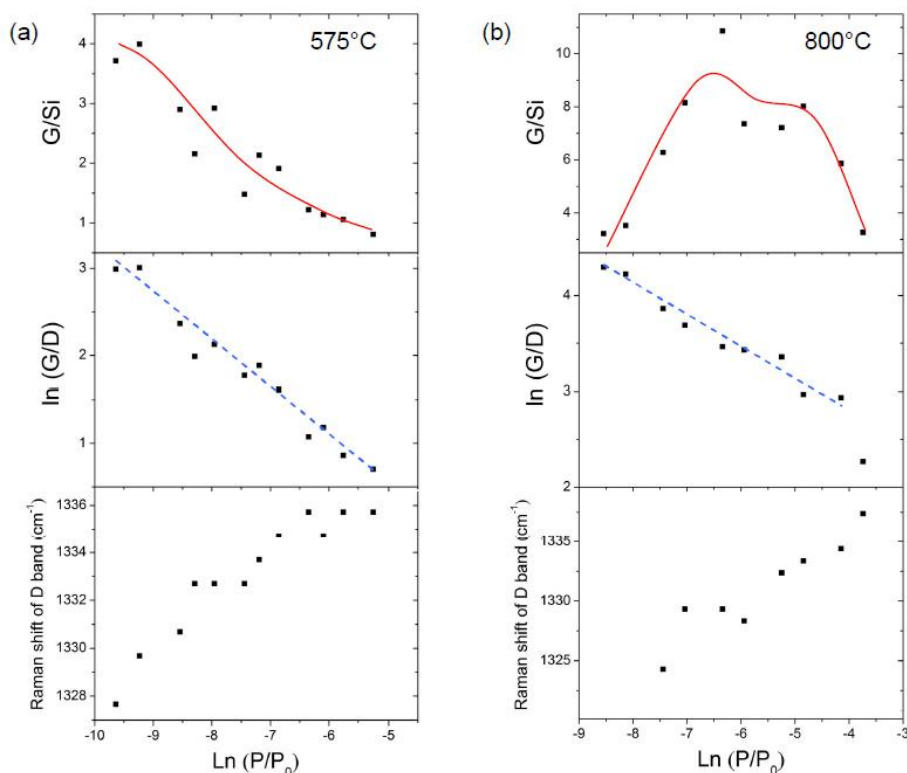 (a)
575°C
G/Si
4
3
2
1
ln (G/D)
3
2
1
Raman shift of D band (cm⁻¹)
1336
1334
1332
1330
1328
-10 -9 -8 -7 -6 -5
Ln (P/P₀)
(b)
800°C
G/Si
10
8
6
4
ln (G/D)
4
3
2
Raman shift of D band (cm⁻¹)
1335
1330
1325
-9 -8 -7 -6 -5 -4 -3
Ln (P/P₀)